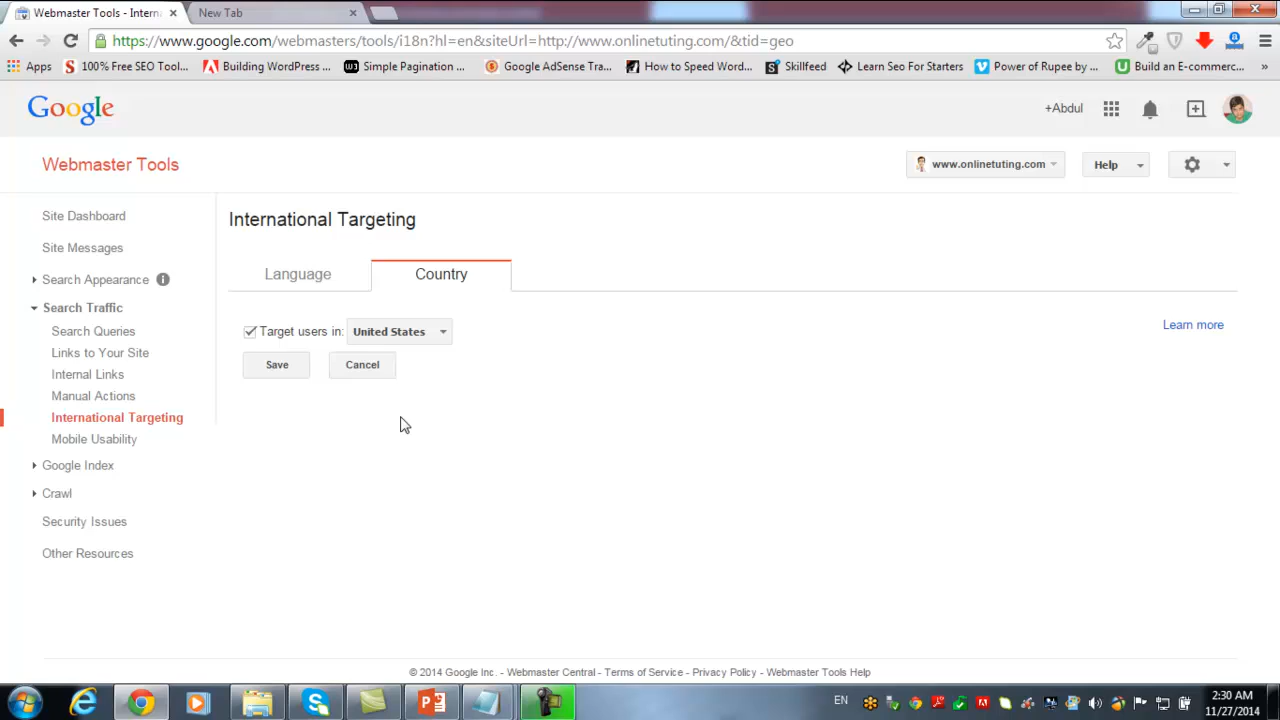 Webmaster Tools - Intern
New Tab
https://www.google.com/webmasters/tools/i18n?hl=en&siteUrl=http://www.onlinetuting.com/&tid=geo
Apps
100% Free SEO Tool...
Building WordPress ...
Simple Pagination ...
Google AdSense Tra...
How to Speed Word...
Skillfeed
Learn Seo For Starters
Power of Rupee by ...
Build an E-commerc...
»
Google
+Abdul
Webmaster Tools
www.onlinetuting.com
Help
Site Dashboard
Site Messages
Search Appearance
Search Traffic
Search Queries
Links to Your Site
Internal Links
Manual Actions
International Targeting
Mobile Usability
Google Index
Crawl
Security Issues
Other Resources
International Targeting
Language
Country
Target users in: United States
Learn more
Save
Cancel
© 2014 Google Inc. - Webmaster Central - Terms of Service - Privacy Policy - Webmaster Tools Help
EN
2:30 AM
11/27/2014